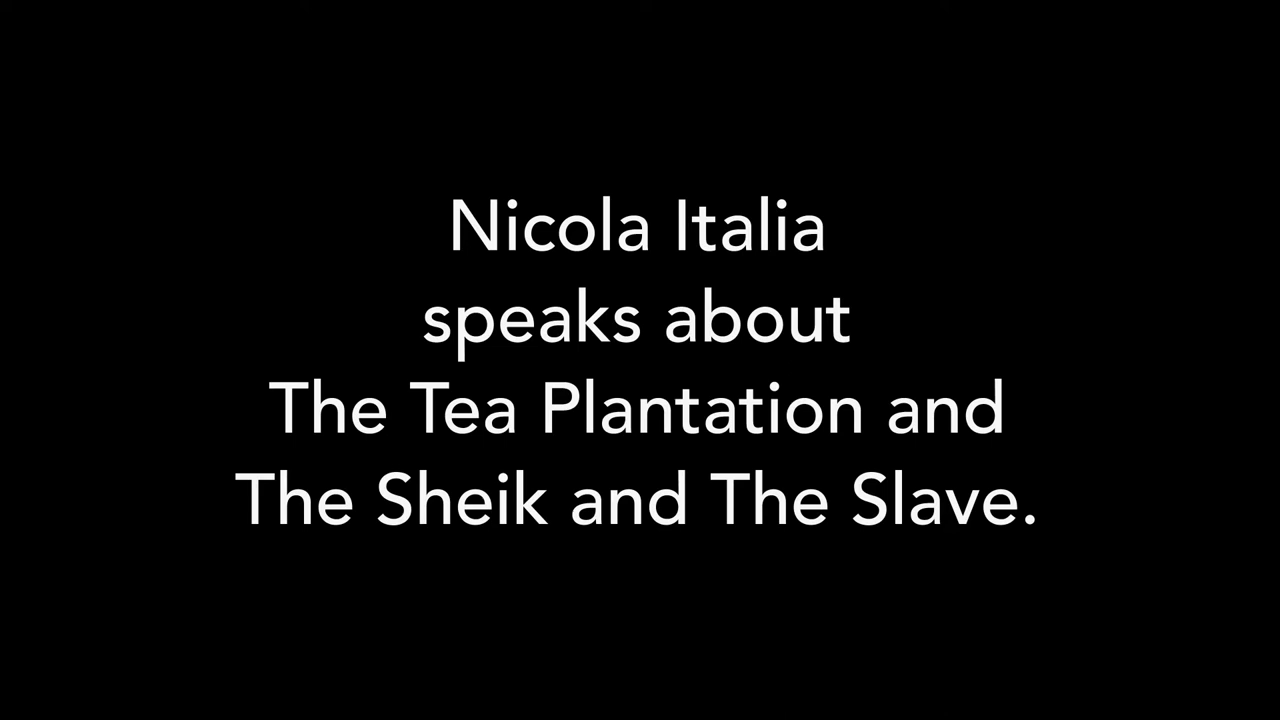 Nicola Italia
speaks about
The Tea Plantation and
The Sheik and The Slave.